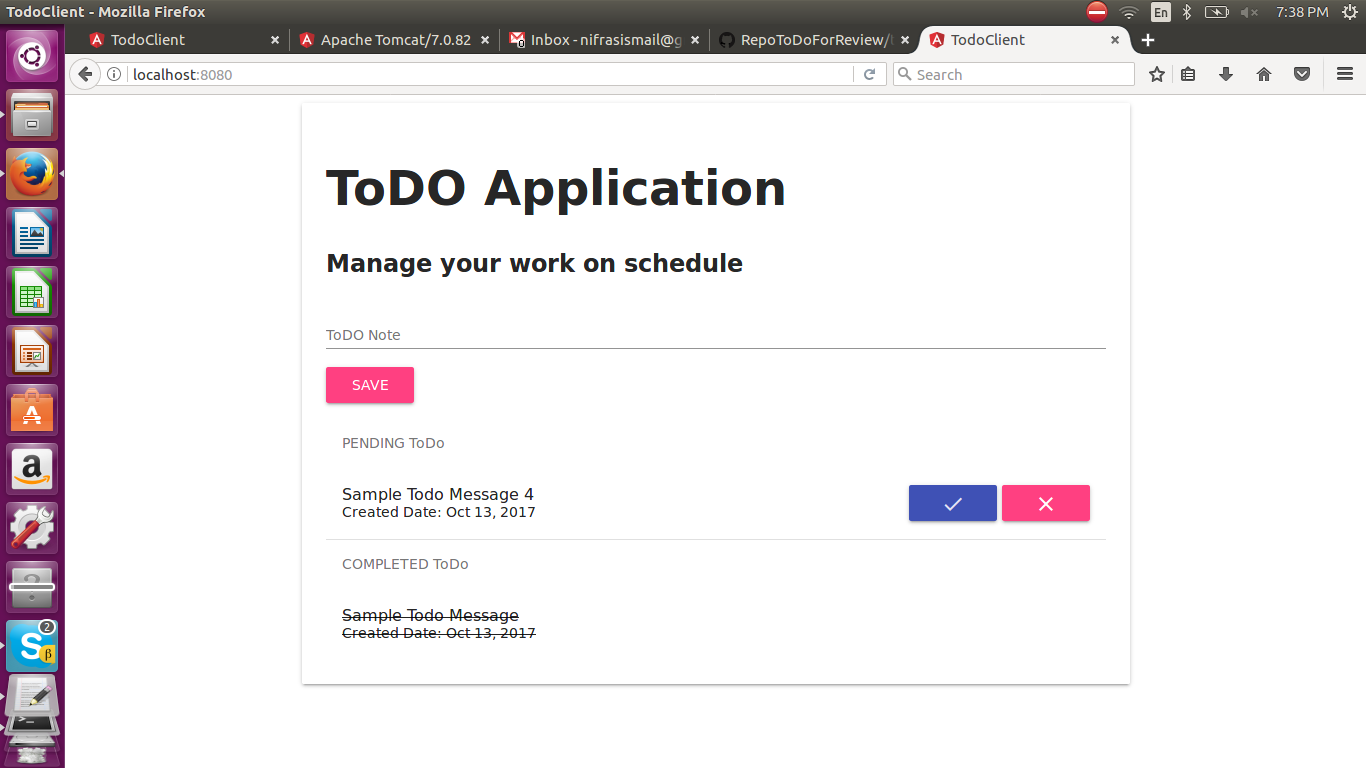 TodoClient - Mozilla Firefox
En
7:38 PM
TodoClient
Apache Tomcat/7.0.82
Inbox - nifrasismail@g
RepoToDoForReview/
TodoClient
localhost:8080
Search
ToDO Application
Manage your work on schedule
ToDO Note
SAVE
PENDING ToDo
Sample Todo Message 4
Created Date: Oct 13, 2017
COMPLETED ToDo
Sample Todo Message
Created Date: Oct 13, 2017
2